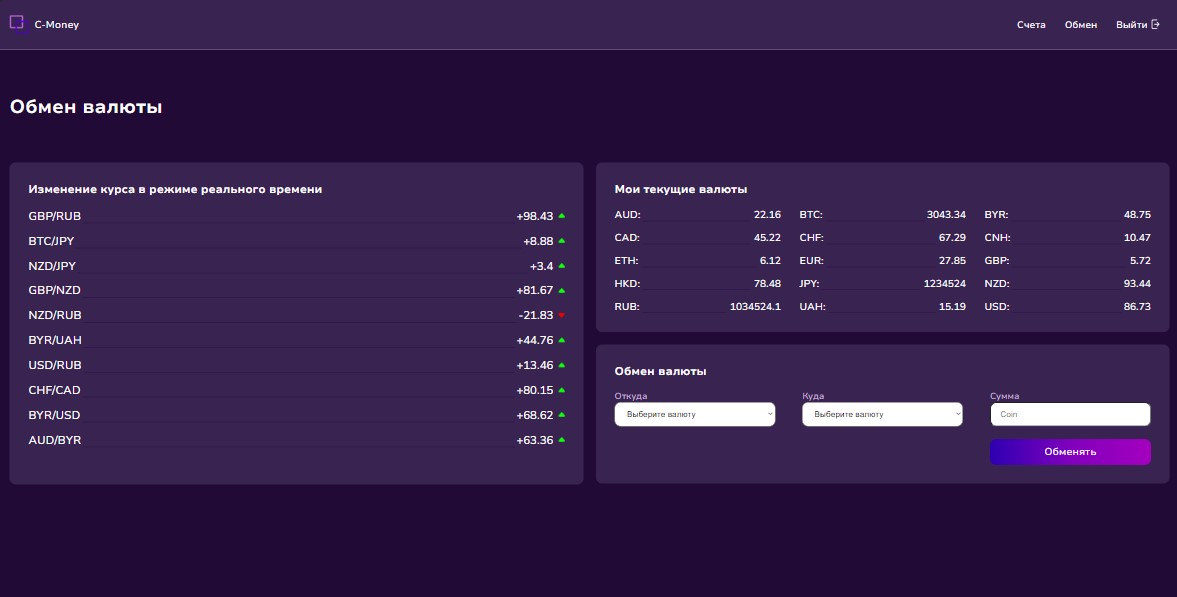 C-Money
Счета Обмен Выйти
Обмен валюты
Изменение курса в режиме реального времени
GBP/RUB +98.43
BTC/JPY +8.88
NZD/JPY +3.4
GBP/NZD +81.67
NZD/RUB -21.83
BYR/UAH +44.76
USD/RUB +13.46
CHF/CAD +80.15
BYR/USD +68.62
AUD/BYR +63.36
Мои текущие валюты
AUD: 22.16 BTC: 3043.34 BYR: 48.75
CAD: 45.22 CHF: 67.29 CNH: 10.47
ETH: 6.12 EUR: 27.85 GBP: 5.72
HKD: 78.48 JPY: 1234524 NZD: 93.44
RUB: 1034524.1 UAH: 15.19 USD: 86.73
Обмен валюты
Откуда Куда Сумма
Выберите валюту Выберите валюту Coin
Обменять